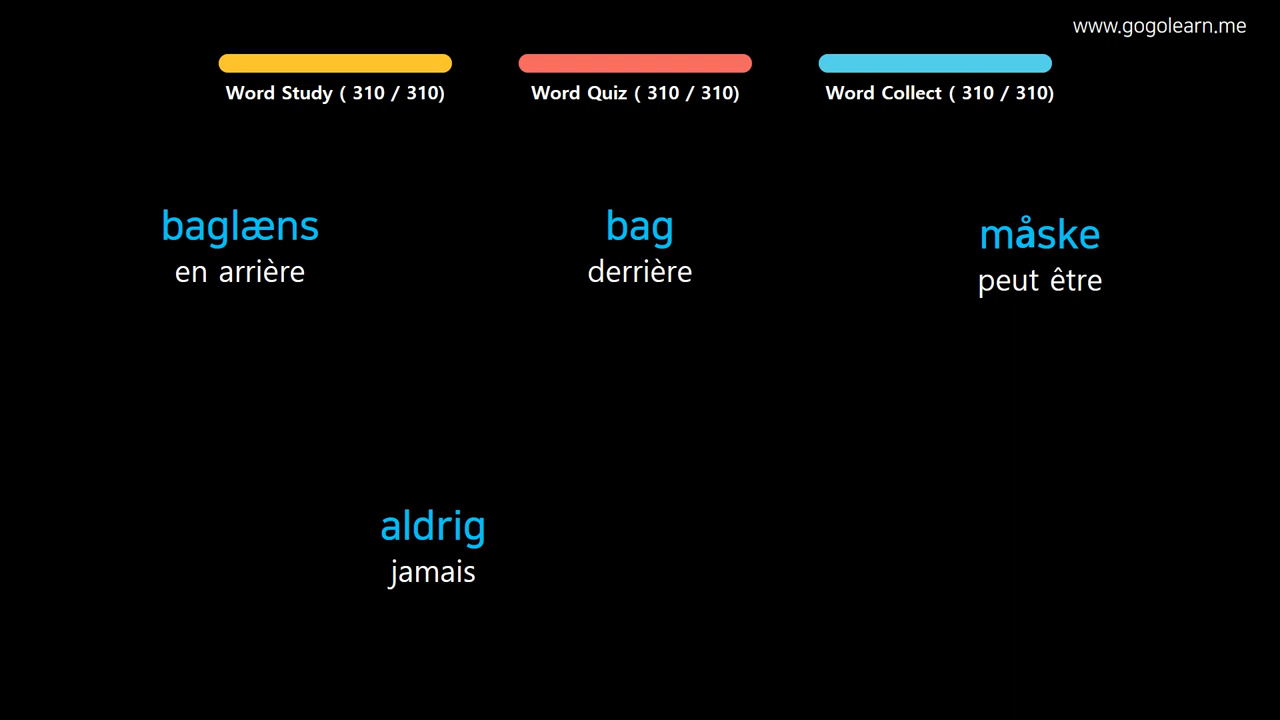 www.gogolearn.me
Word Study ( 310 / 310)
Word Quiz ( 310 / 310)
Word Collect ( 310 / 310)
baglæns
en arrière
bag
derrière
måske
peut être
aldrig
jamais